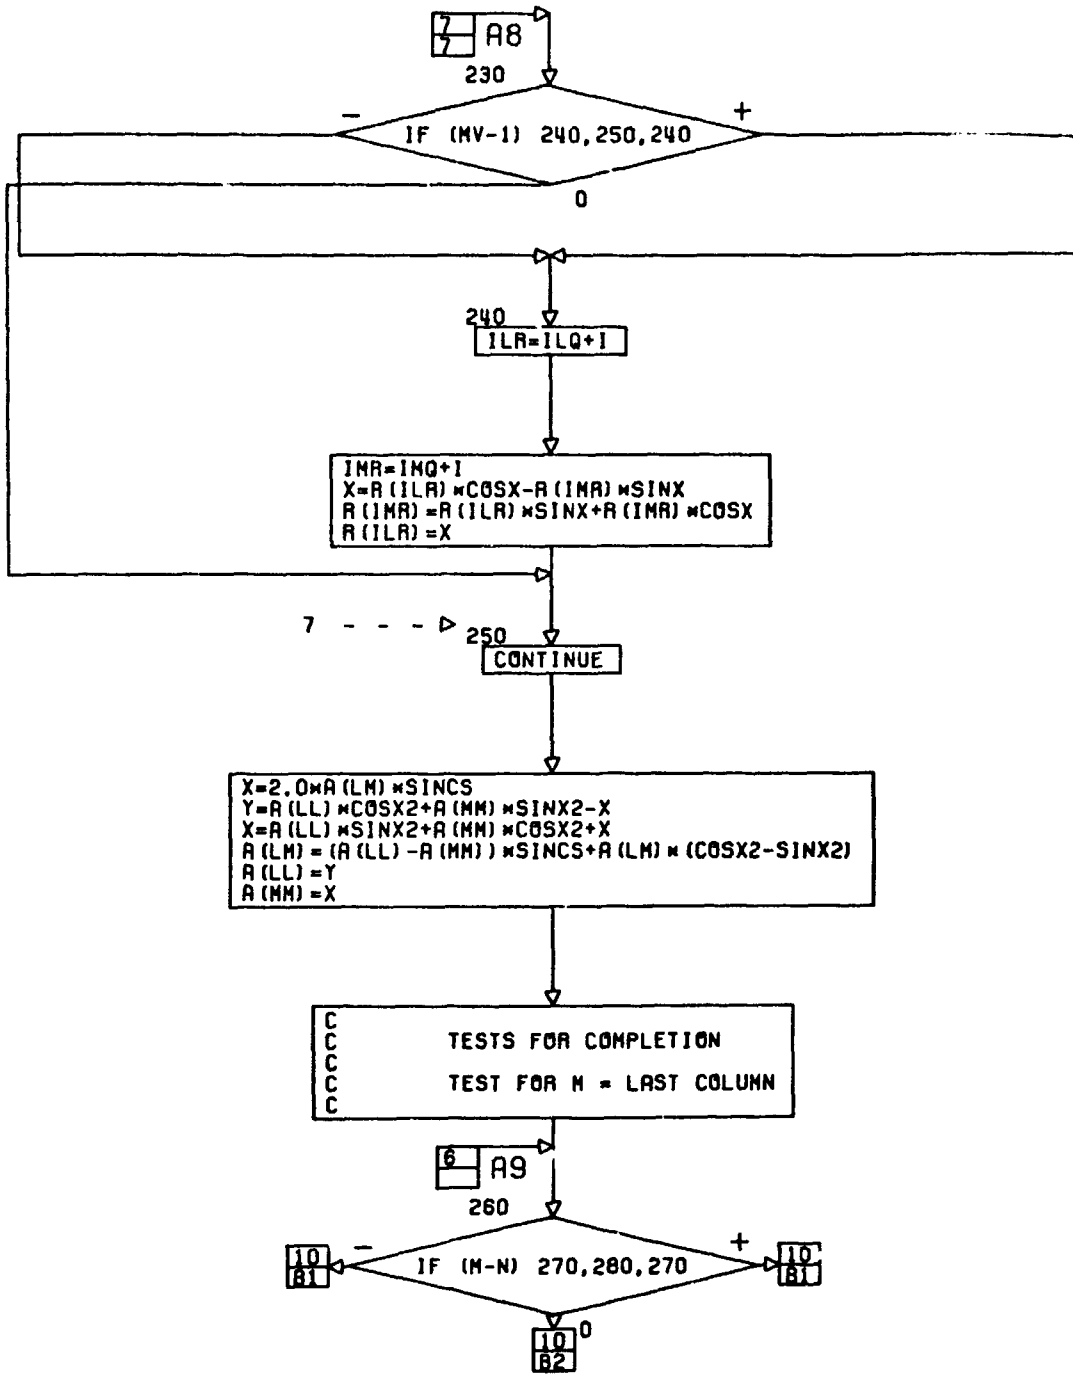 7
7
A8
230
-
+
IF (MV-1) 240,250,240
0
240
ILR=ILQ+I
IMR=IMQ+I
X=R(ILR)*COSX-R(IMR)*SINX
R(IMR)=R(ILR)*SINX+R(IMR)*COSX
R(ILR)=X
7 - - -
250
CONTINUE
X=2.0*A(LM)*SINCS
Y=A(LL)*COSX2+A(MM)*SINX2-X
X=A(LL)*SINX2+A(MM)*COSX2+X
A(LM)=(A(LL)-A(MM))*SINCS+A(LM)*(COSX2-SINX2)
A(LL)=Y
A(MM)=X
C
C TESTS FOR COMPLETION
C
C TEST FOR M = LAST COLUMN
C
6
A9
260
-
+
10
B1
IF (M-N) 270,280,270
10
B1
0
10
B2